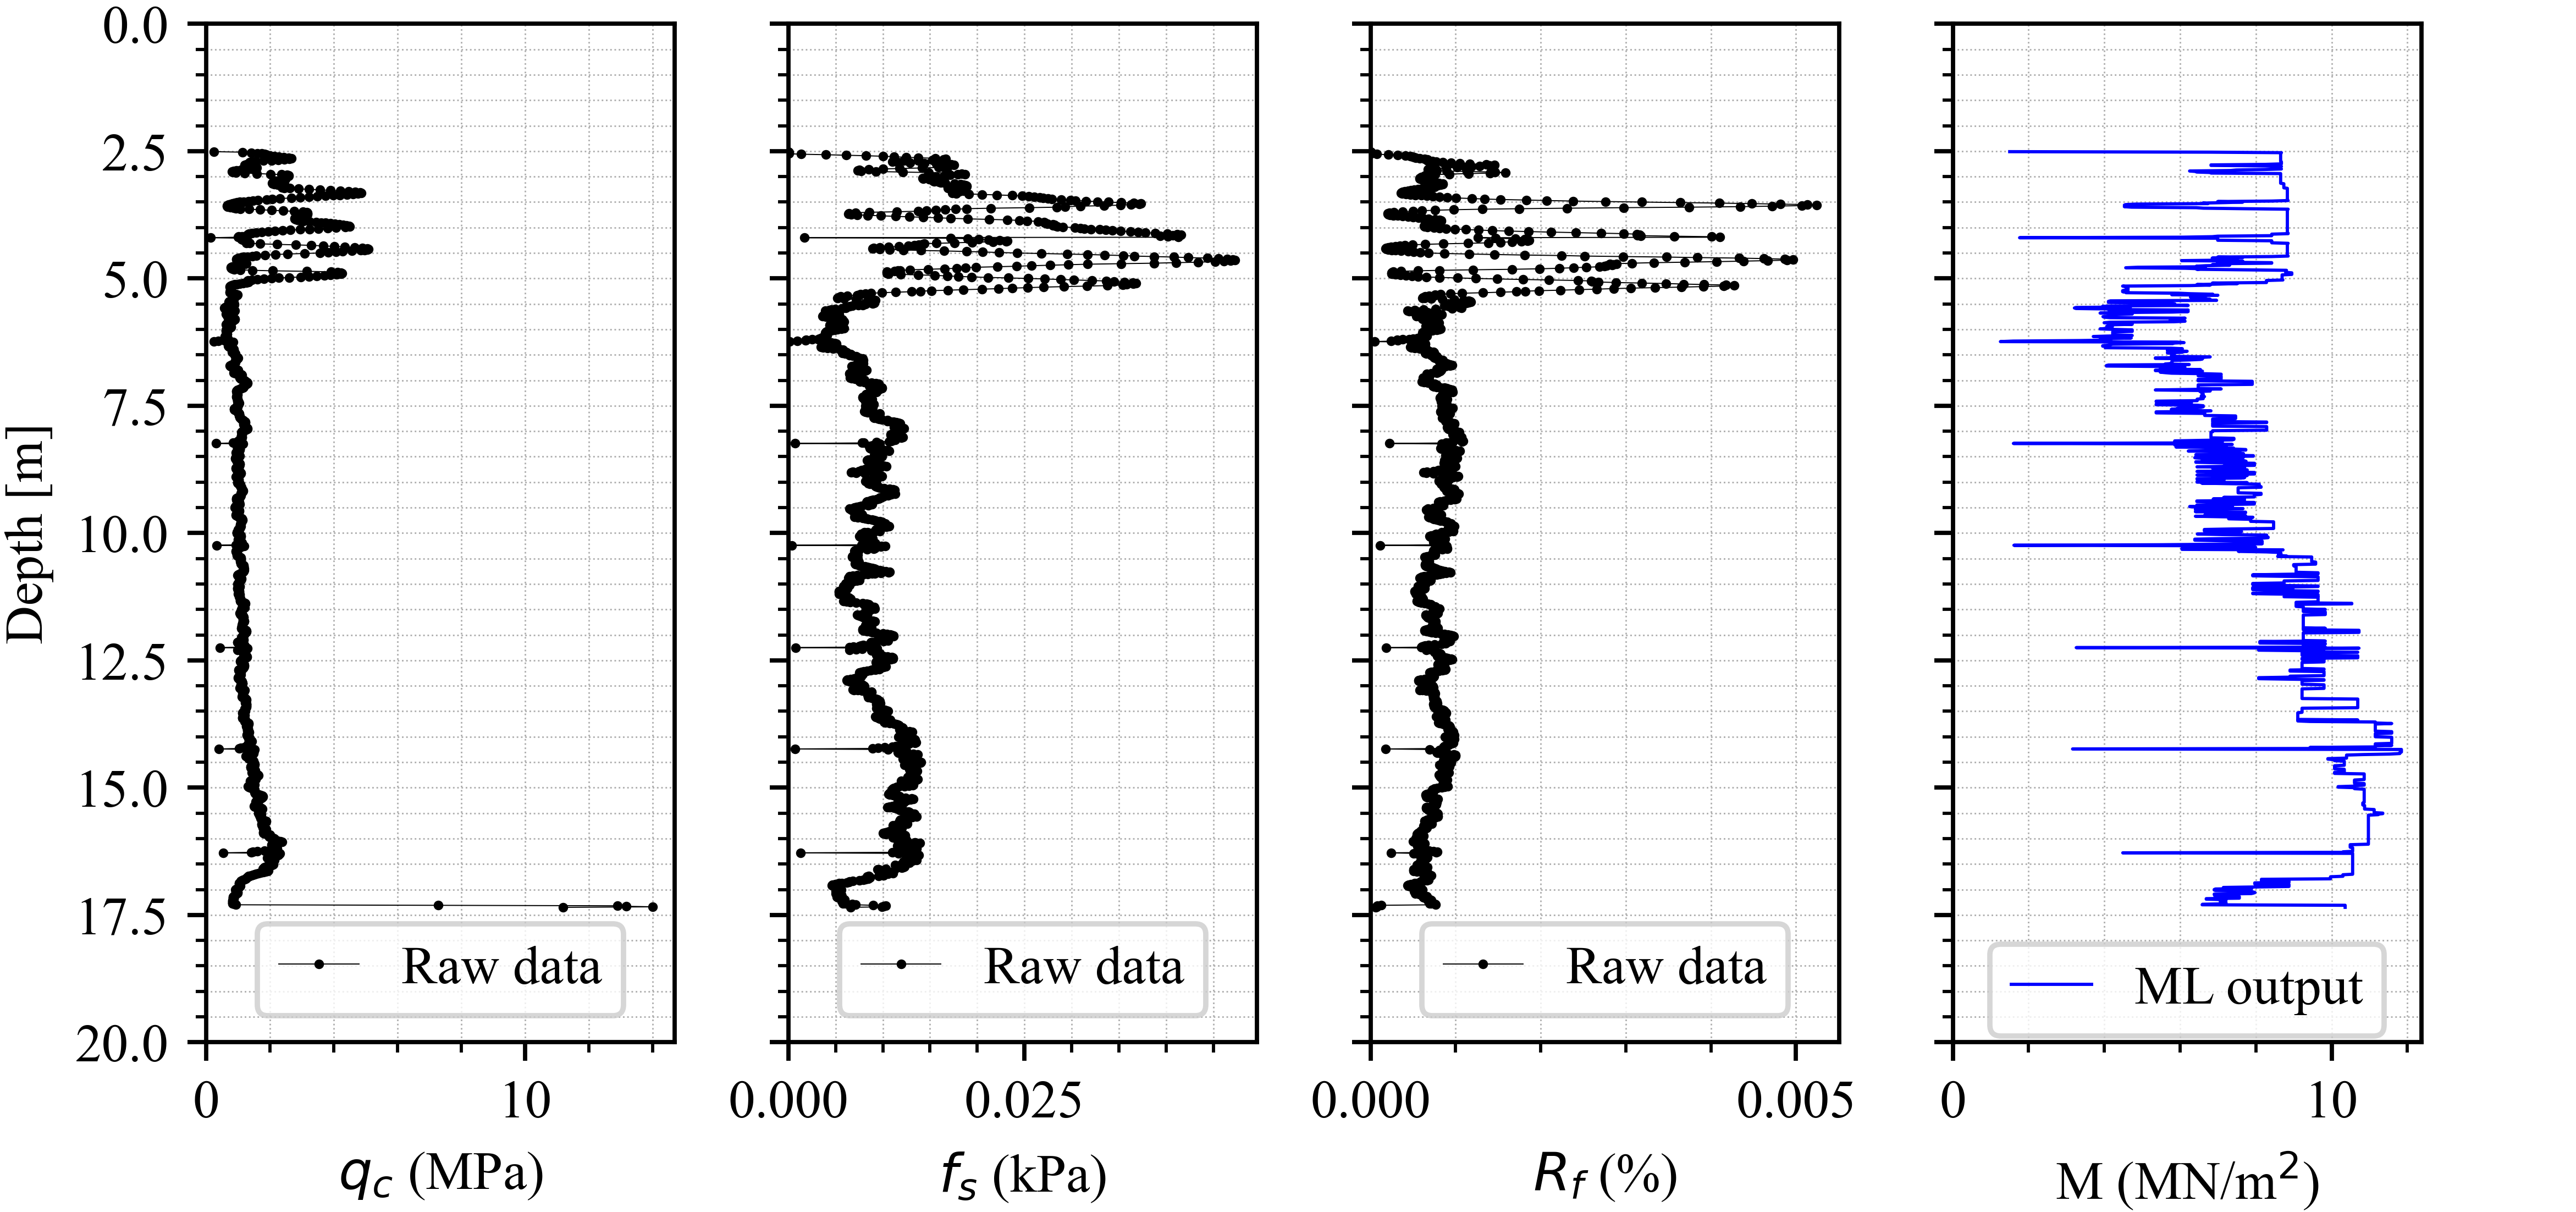 0.0
2.5
5.0
7.5
10.0
12.5
15.0
17.5
20.0
Depth [m]
Raw data
Raw data
Raw data
ML output
0 10
0.000 0.025
0.000 0.005
0 10
q_c (MPa)
f_s (kPa)
R_f (%)
M (MN/m²)